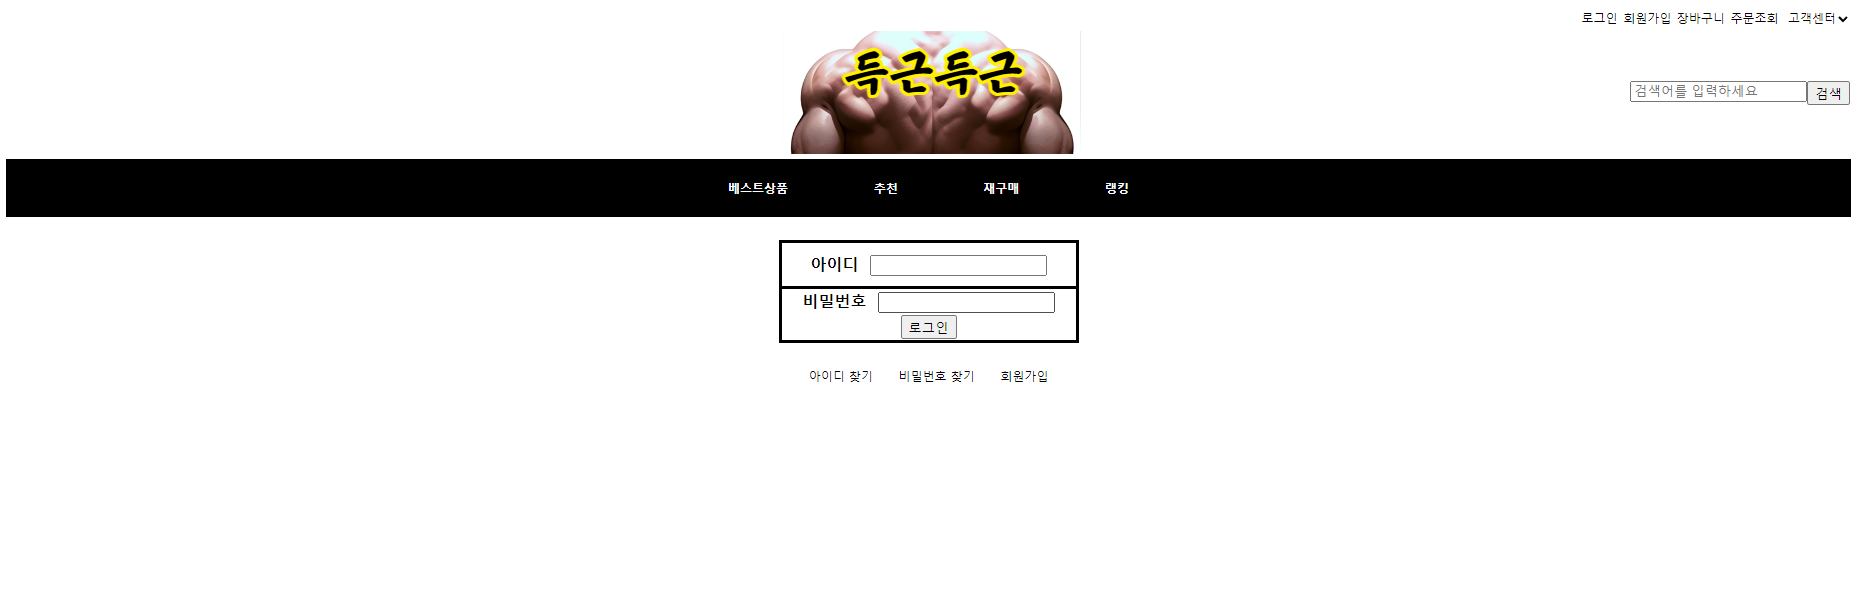 로그인 회원가입 장바구니 주문조회 고객센터
득근득근
검색어를 입력하세요 검색
베스트상품 추천 재구매 랭킹
아이디
비밀번호
로그인
아이디 찾기 비밀번호 찾기 회원가입